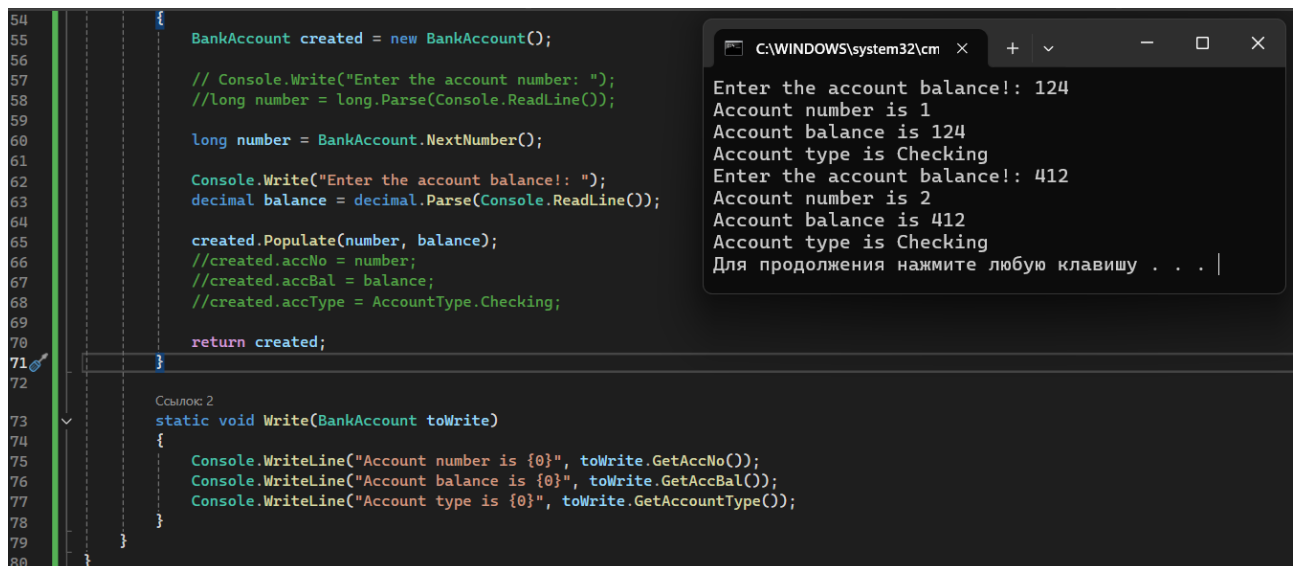 54 {
55 BankAccount created = new BankAccount();
56
57 // Console.Write("Enter the account number: ");
58 //long number = long.Parse(Console.ReadLine());
59
60 long number = BankAccount.NextNumber();
61
62 Console.Write("Enter the account balance!: ");
63 decimal balance = decimal.Parse(Console.ReadLine());
64
65 created.Populate(number, balance);
66 //created.accNo = number;
67 //created.accBal = balance;
68 //created.accType = AccountType.Checking;
69
70 return created;
71 }
72
Ссылок: 2
73 static void Write(BankAccount toWrite)
74 {
75 Console.WriteLine("Account number is {0}", toWrite.GetAccNo());
76 Console.WriteLine("Account balance is {0}", toWrite.GetAccBal());
77 Console.WriteLine("Account type is {0}", toWrite.GetAccountType());
78 }
79 }
80 }
C:\WINDOWS\system32\cm
Enter the account balance!: 124
Account number is 1
Account balance is 124
Account type is Checking
Enter the account balance!: 412
Account number is 2
Account balance is 412
Account type is Checking
Для продолжения нажмите любую клавишу . . .